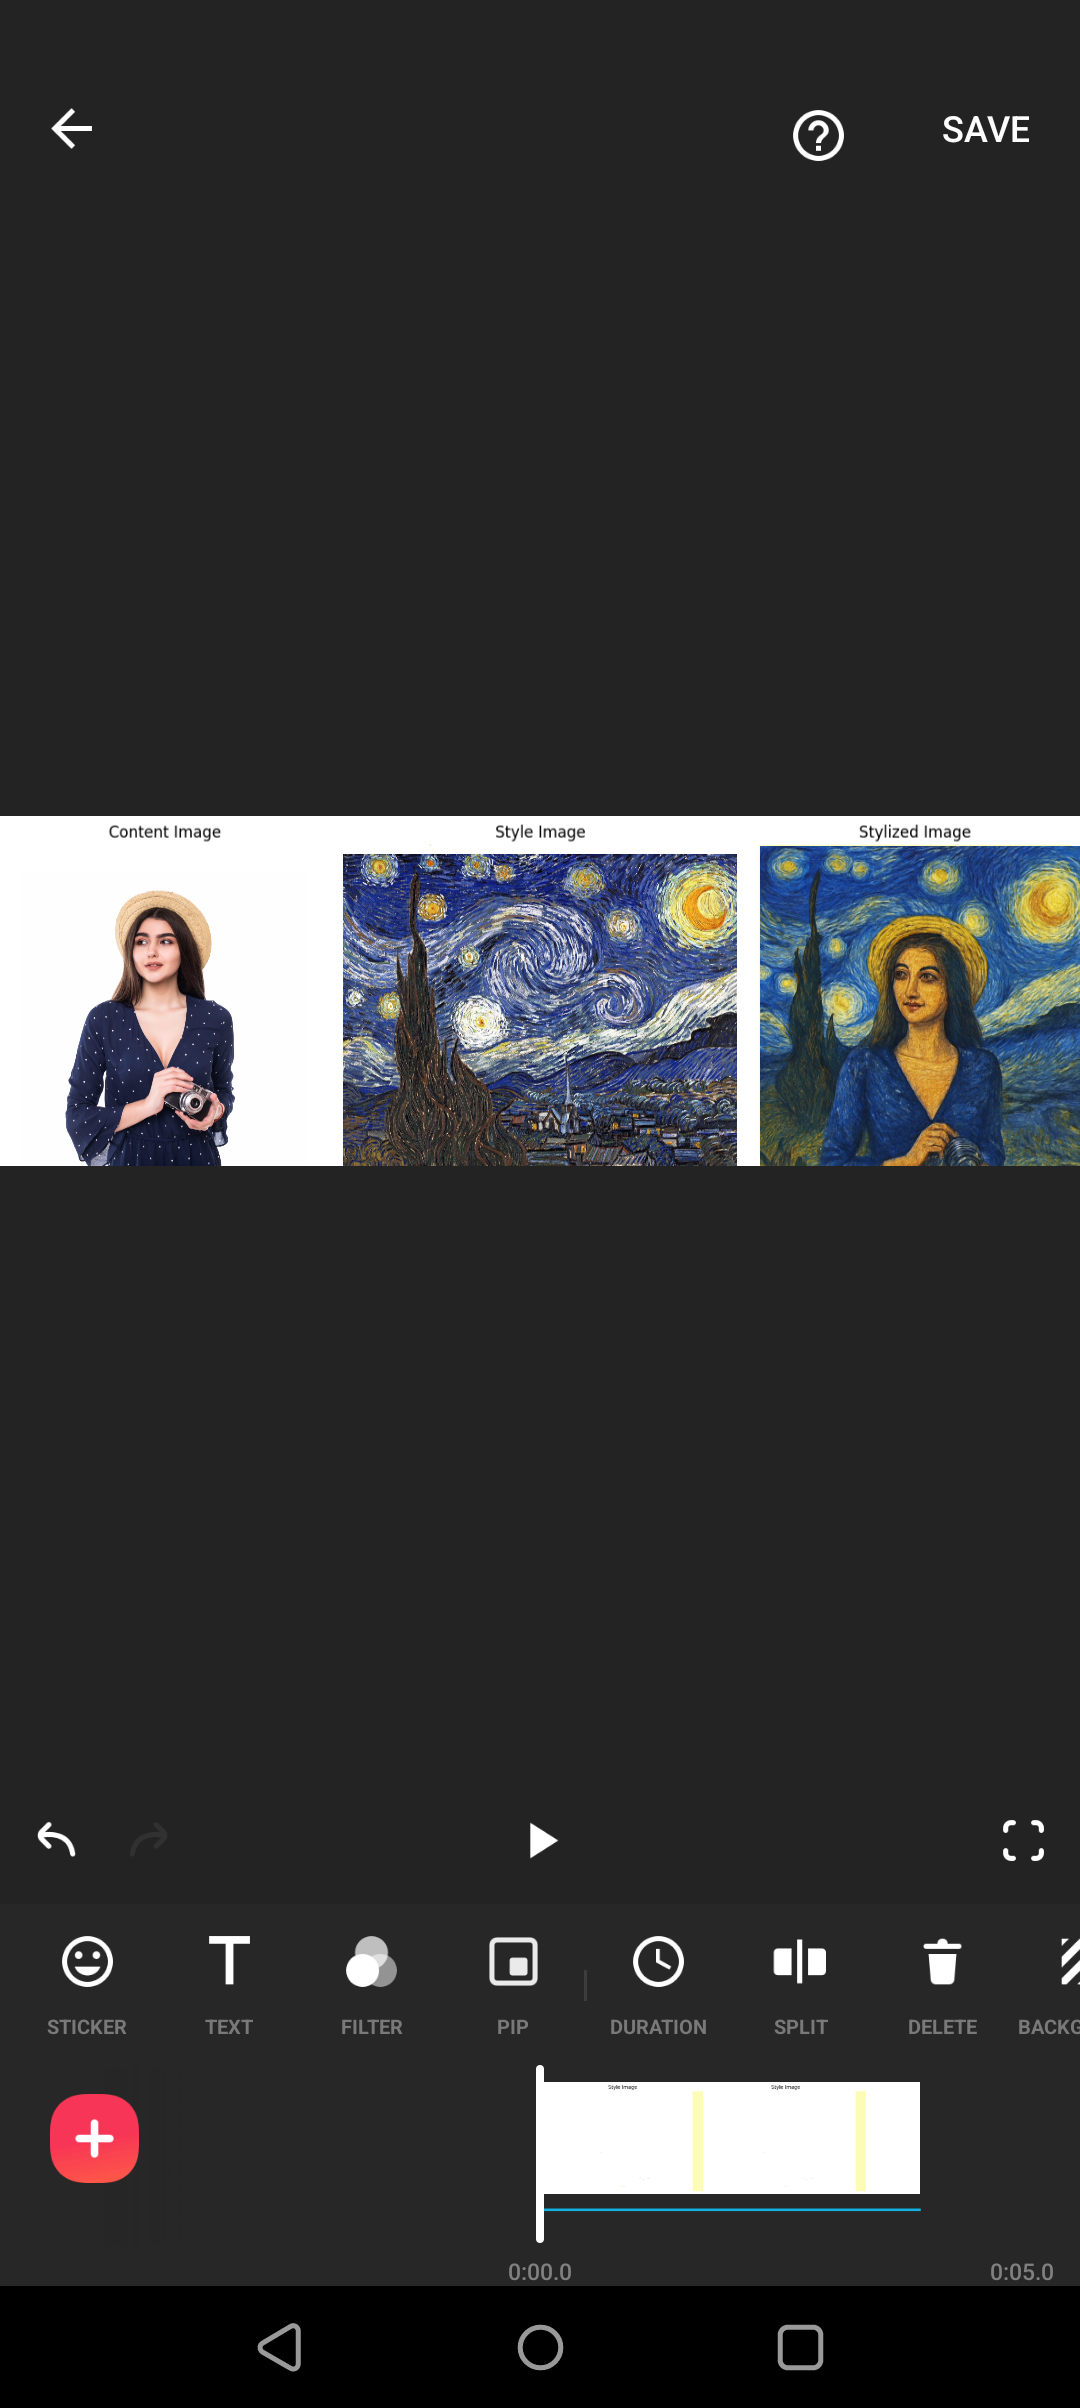 SAVE
Content Image
Style Image
Stylized Image
STICKER
TEXT
FILTER
PIP
DURATION
SPLIT
DELETE
BACKG
Style Image
Style Image
0:00.0
0:05.0